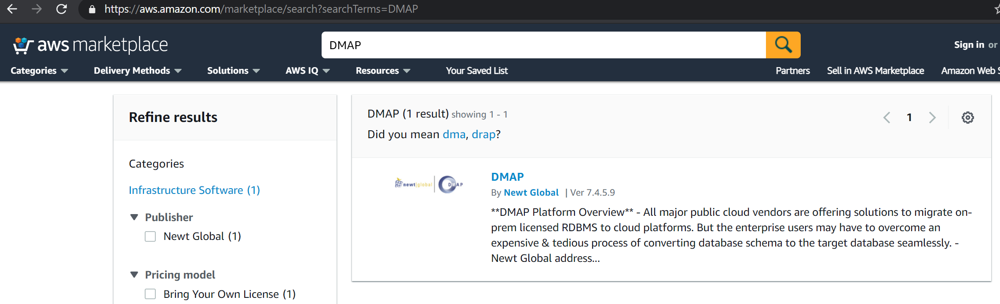 https://aws.amazon.com/marketplace/search?searchTerms=DMAP
aws marketplace
DMAP
Sign in or
Categories
Delivery Methods
Solutions
AWS IQ
Resources
Your Saved List
Partners
Sell in AWS Marketplace
Amazon Web S
Refine results
Categories
Infrastructure Software (1)
Publisher
Newt Global (1)
Pricing model
Bring Your Own License (1)
DMAP (1 result) showing 1 - 1
1
Did you mean dma, drap?
newt|global
DMAP
DMAP
By Newt Global | Ver 7.4.5.9
**DMAP Platform Overview** - All major public cloud vendors are offering solutions to migrate on-
prem licensed RDBMS to cloud platforms. But the enterprise users may have to overcome an
expensive & tedious process of converting database schema to the target database seamlessly. -
Newt Global address...